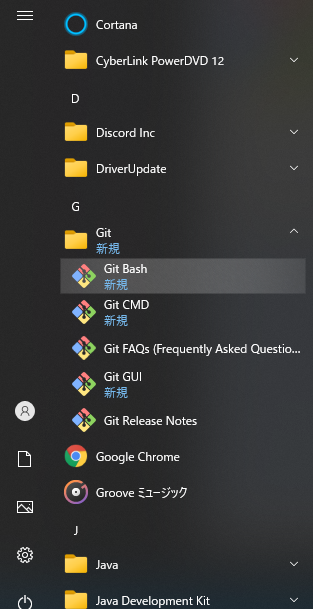 Cortana
CyberLink PowerDVD 12
D
Discord Inc
DriverUpdate
G
Git
新規
Git Bash
新規
Git CMD
新規
Git FAQs (Frequently Asked Questio...
Git GUI
新規
Git Release Notes
Google Chrome
Groove ミュージック
J
Java
Java Development Kit